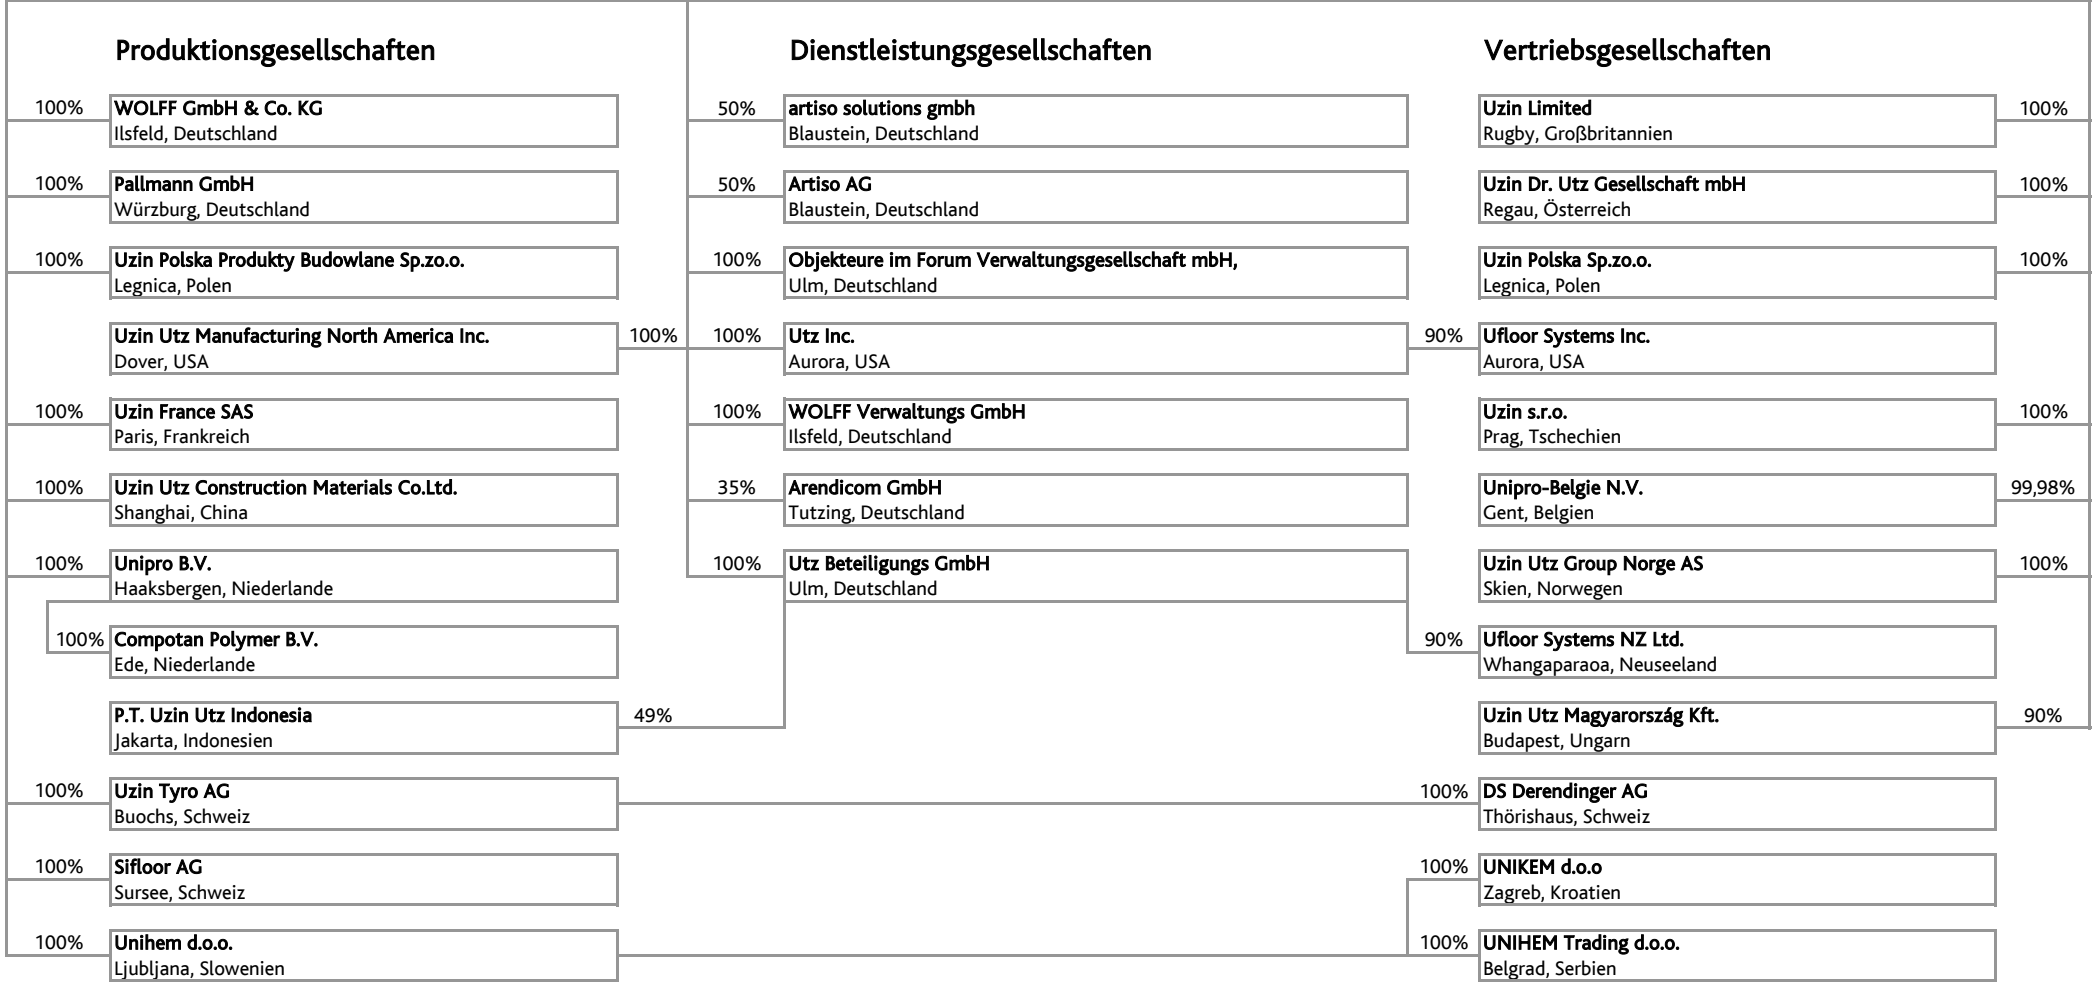 Produktionsgesellschaften
100%
WOLFF GmbH & Co. KG
Ilsfeld, Deutschland
100%
Pallmann GmbH
Würzburg, Deutschland
100%
Uzin Polska Produkty Budowlane Sp.zo.o.
Legnica, Polen
Uzin Utz Manufacturing North America Inc.
Dover, USA
100%
100%
Uzin France SAS
Paris, Frankreich
100%
Uzin Utz Construction Materials Co.Ltd.
Shanghai, China
100%
Unipro B.V.
Haaksbergen, Niederlande
100%
Compotan Polymer B.V.
Ede, Niederlande
P.T. Uzin Utz Indonesia
Jakarta, Indonesien
49%
100%
Uzin Tyro AG
Buochs, Schweiz
100%
Sifloor AG
Sursee, Schweiz
100%
Unihem d.o.o.
Ljubljana, Slowenien
Dienstleistungsgesellschaften
50%
artiso solutions gmbh
Blaustein, Deutschland
50%
Artiso AG
Blaustein, Deutschland
100%
Objekteure im Forum Verwaltungsgesellschaft mbH,
Ulm, Deutschland
100%
Utz Inc.
Aurora, USA
100%
WOLFF Verwaltungs GmbH
Ilsfeld, Deutschland
35%
Arendicom GmbH
Tutzing, Deutschland
100%
Utz Beteiligungs GmbH
Ulm, Deutschland
Vertriebsgesellschaften
Uzin Limited
Rugby, Großbritannien
100%
Uzin Dr. Utz Gesellschaft mbH
Regau, Österreich
100%
Uzin Polska Sp.zo.o.
Legnica, Polen
100%
90%
Ufloor Systems Inc.
Aurora, USA
Uzin s.r.o.
Prag, Tschechien
100%
Unipro-Belgie N.V.
Gent, Belgien
99,98%
Uzin Utz Group Norge AS
Skien, Norwegen
100%
90%
Ufloor Systems NZ Ltd.
Whangaparaoa, Neuseeland
Uzin Utz Magyarország Kft.
Budapest, Ungarn
90%
100%
DS Derendinger AG
Thörishaus, Schweiz
100%
UNIKEM d.o.o
Zagreb, Kroatien
100%
UNIHEM Trading d.o.o.
Belgrad, Serbien